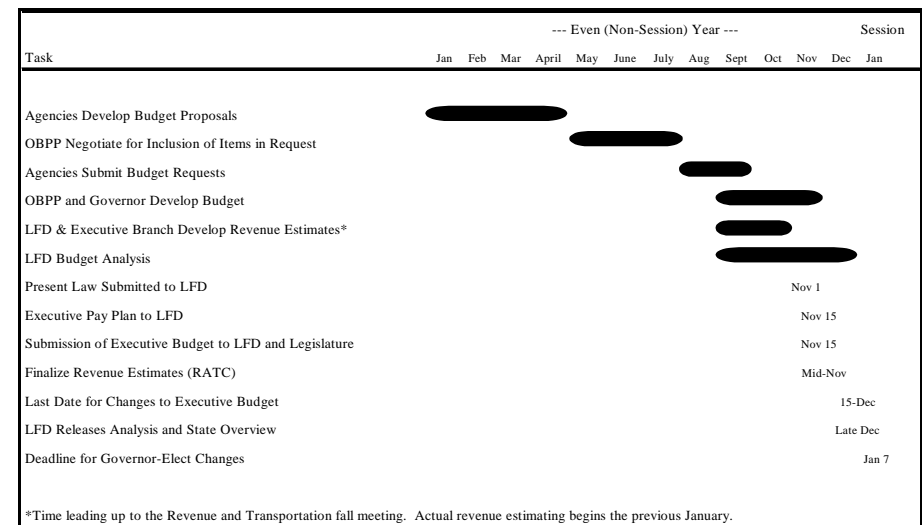 --- Even (Non-Session) Year --- Session
Task Jan Feb Mar April May June July Aug Sept Oct Nov Dec Jan
Agencies Develop Budget Proposals
OBPP Negotiate for Inclusion of Items in Request
Agencies Submit Budget Requests
OBPP and Governor Develop Budget
LFD & Executive Branch Develop Revenue Estimates*
LFD Budget Analysis
Present Law Submitted to LFD Nov 1
Executive Pay Plan to LFD Nov 15
Submission of Executive Budget to LFD and Legislature Nov 15
Finalize Revenue Estimates (RATC) Mid-Nov
Last Date for Changes to Executive Budget 15-Dec
LFD Releases Analysis and State Overview Late Dec
Deadline for Governor-Elect Changes Jan 7
*Time leading up to the Revenue and Transportation fall meeting. Actual revenue estimating begins the previous January.